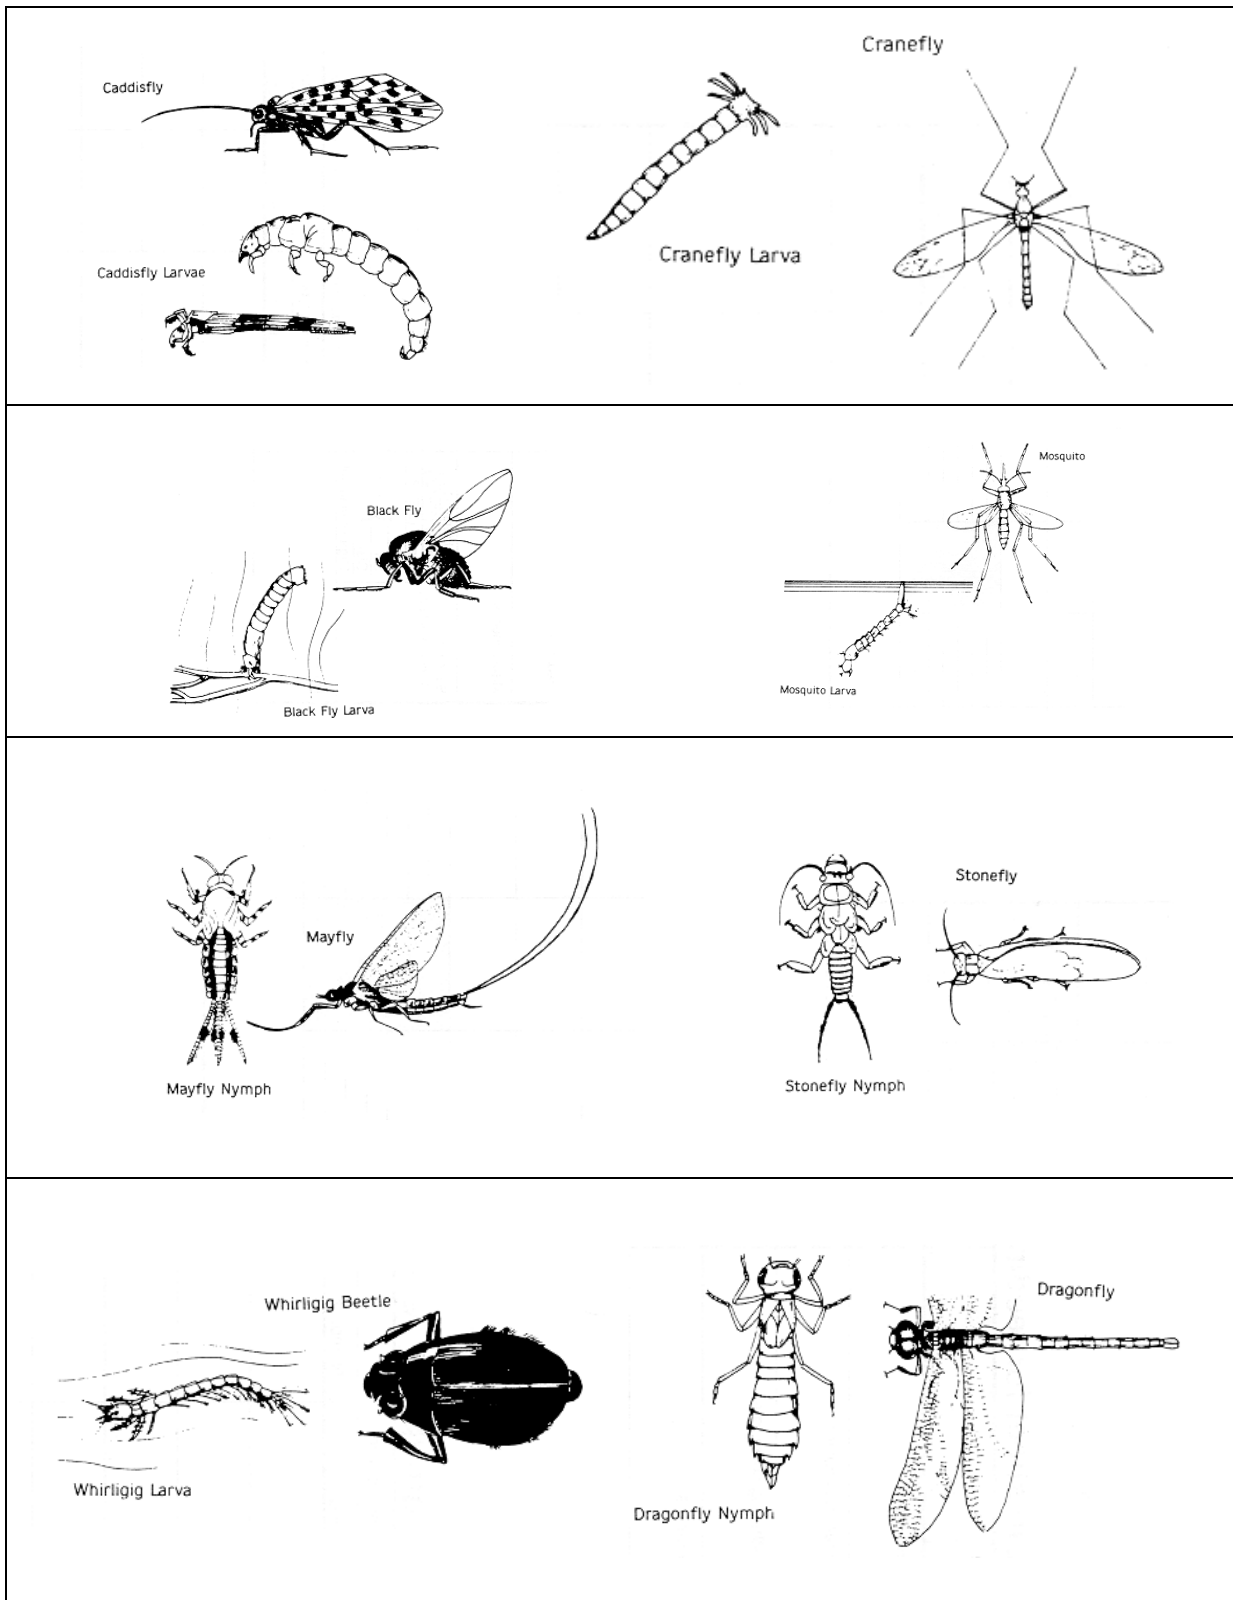 Cranefly
Caddisfly
Cranefly Larva
Caddisfly Larvae
Mosquito
Black Fly
Mosquito Larva
Black Fly Larva
Stonefly
Mayfly
Stonefly Nymph
Mayfly Nymph
Dragonfly
Whirligig Beetle
Whirligig Larva
Dragonfly Nymph